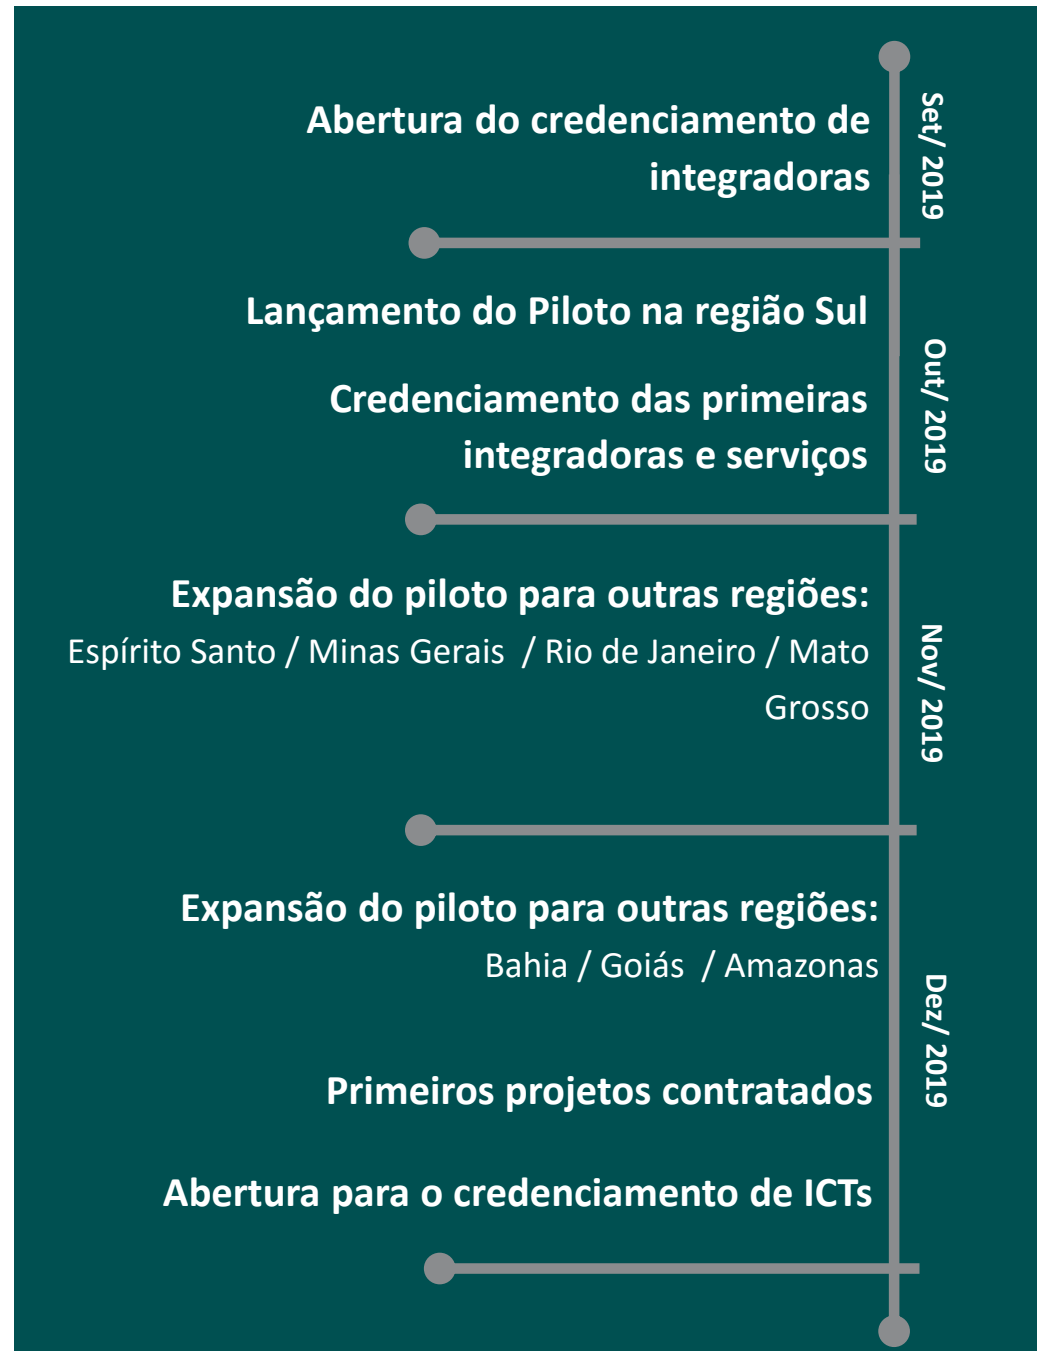 Set/ 2019
Abertura do credenciamento de
integradoras
Out/ 2019
Lançamento do Piloto na região Sul
Credenciamento das primeiras
integradoras e serviços
Nov/ 2019
Expansão do piloto para outras regiões:
Espírito Santo / Minas Gerais / Rio de Janeiro / Mato
Grosso
Dez/ 2019
Expansão do piloto para outras regiões:
Bahia / Goiás / Amazonas
Primeiros projetos contratados
Abertura para o credenciamento de ICTs